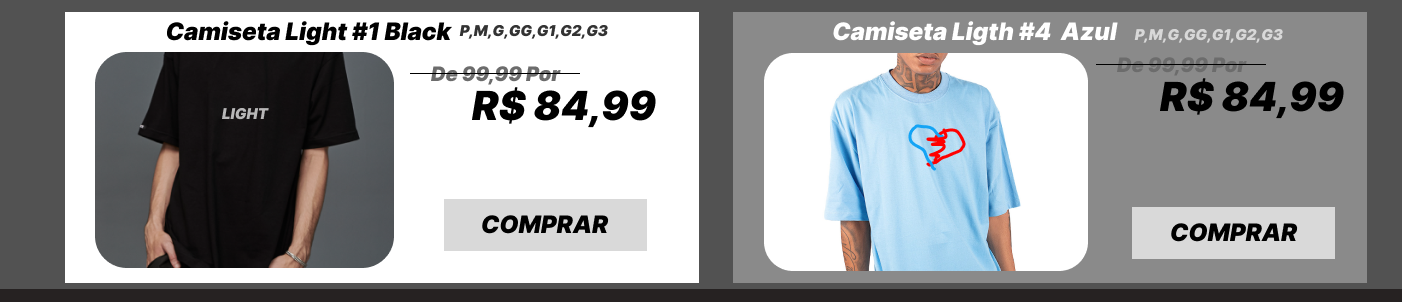 Camiseta Light #1 Black P,M,G,GG,G1,G2,G3
De 99,99 Por
R$ 84,99
LIGHT
COMPRAR
Camiseta Ligth #4 Azul P,M,G,GG,G1,G2,G3
De 99,99 Por
R$ 84,99
COMPRAR